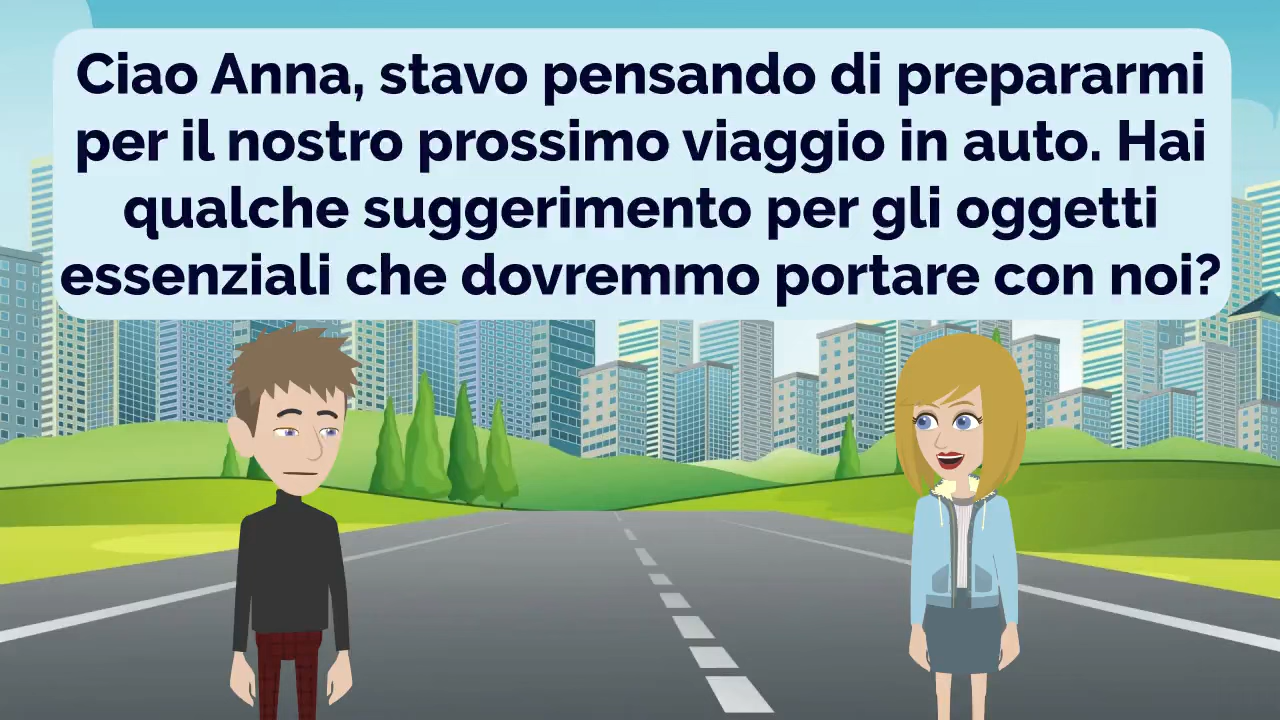 Ciao Anna, stavo pensando di prepararmi
per il nostro prossimo viaggio in auto. Hai
qualche suggerimento per gli oggetti
essenziali che dovremmo portare con noi?